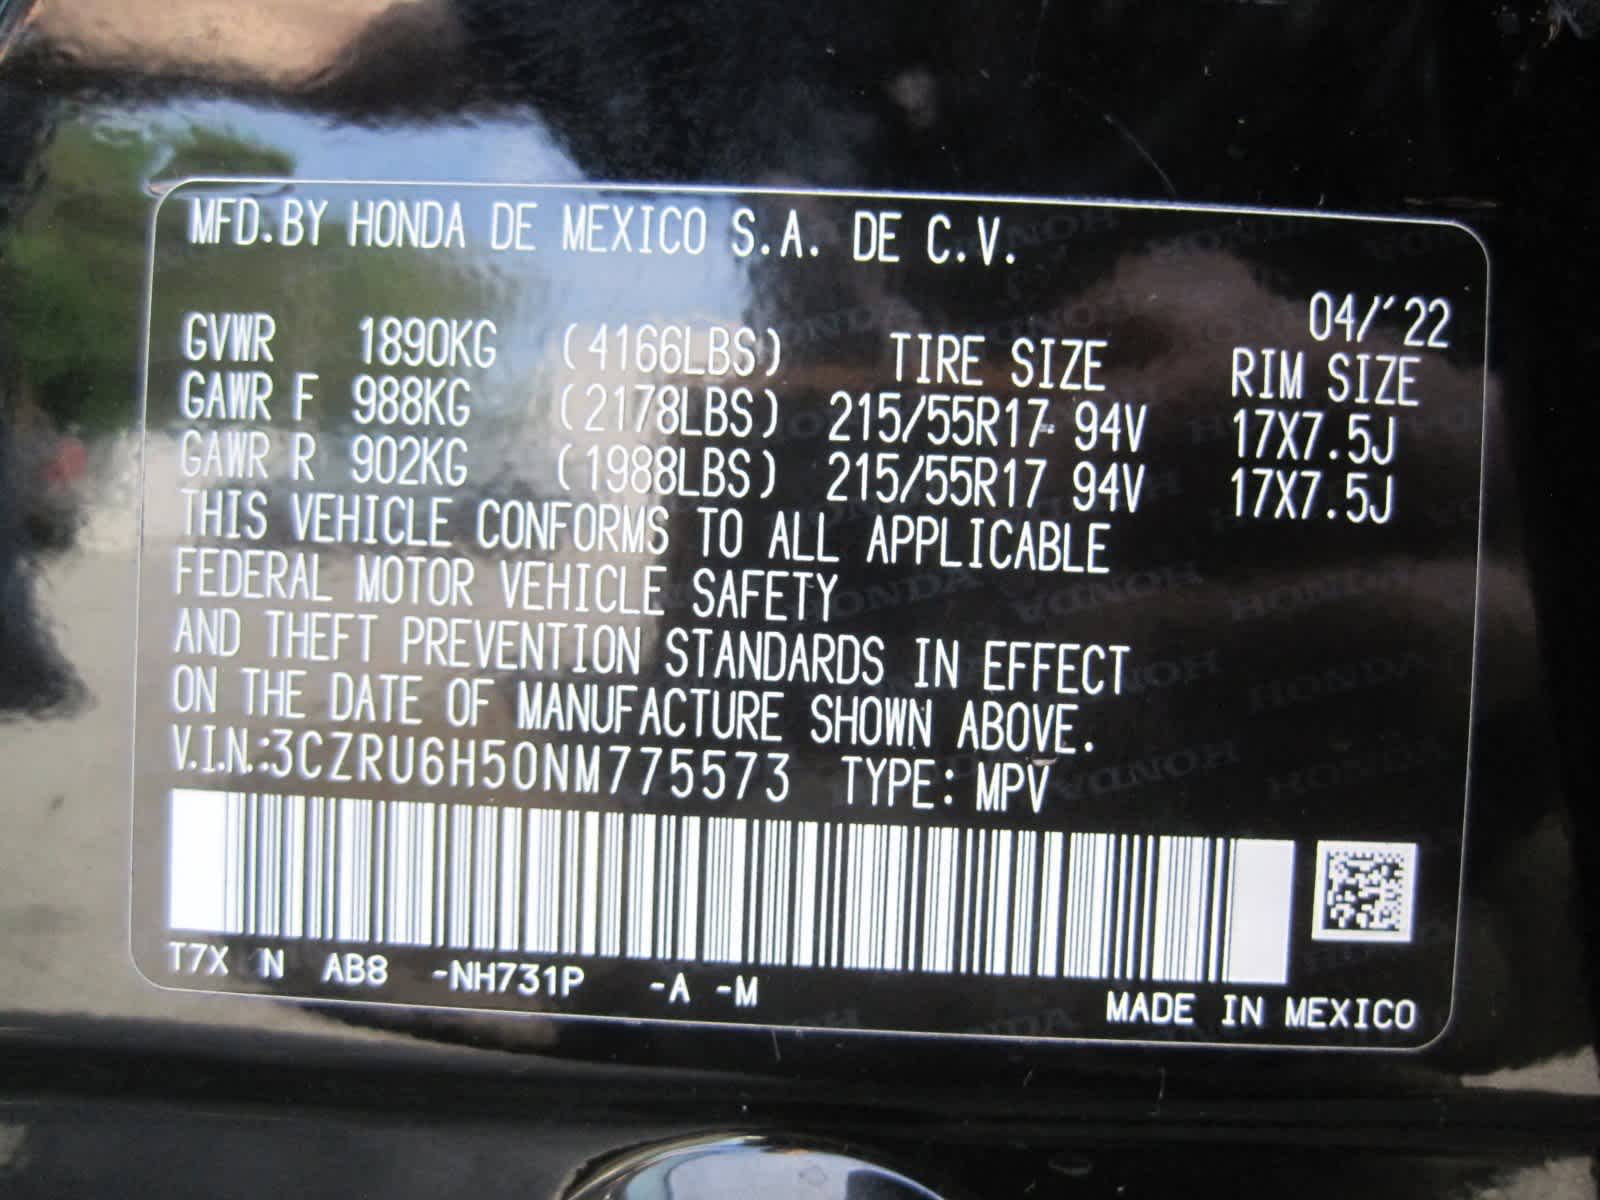 MFD.BY HONDA DE MEXICO S.A. DE C.V.
04/'22
GVWR 1890KG (4166LBS) TIRE SIZE RIM SIZE
GAWR F 988KG (2178LBS) 215/55R17 94V 17X7.5J
GAWR R 902KG (1988LBS) 215/55R17 94V 17X7.5J
THIS VEHICLE CONFORMS TO ALL APPLICABLE
FEDERAL MOTOR VEHICLE SAFETY
AND THEFT PREVENTION STANDARDS IN EFFECT
ON THE DATE OF MANUFACTURE SHOWN ABOVE.
V.I.N.:3CZRU6H50NM775573 TYPE: MPV
T7X N AB8 -NH731P -A -M
MADE IN MEXICO